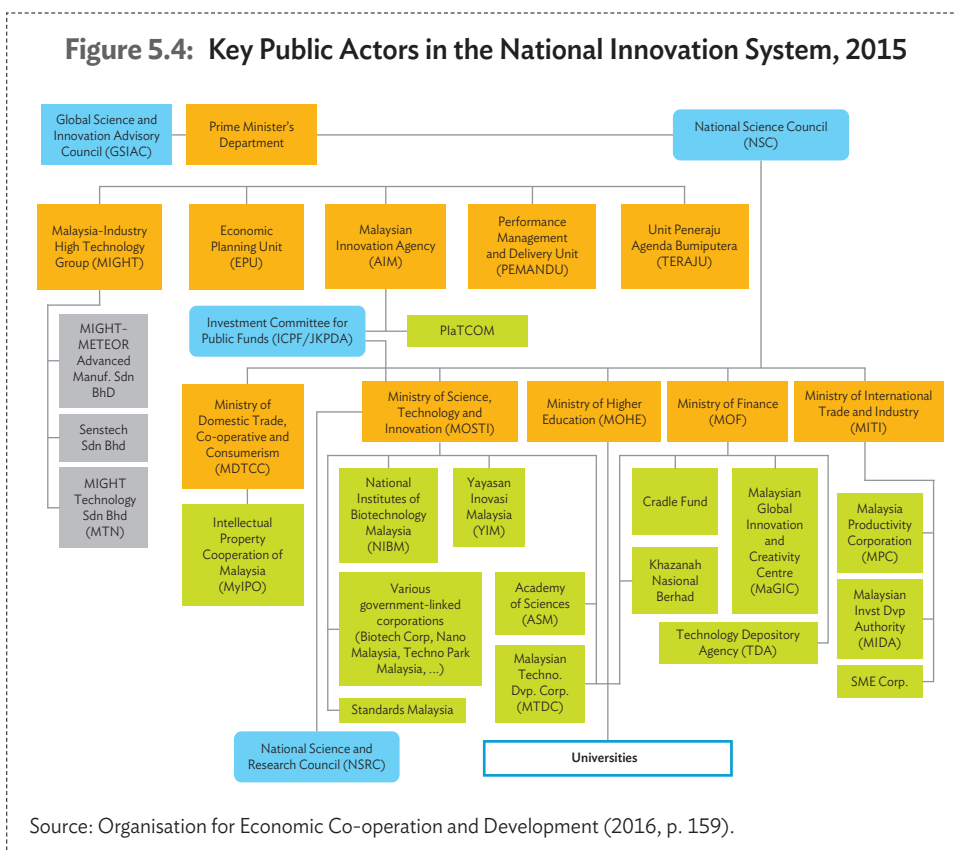 Figure 5.4: Key Public Actors in the National Innovation System, 2015
Global Science and
Innovation Advisory
Council (GSIAC)
Prime Minister's
Department
National Science Council
(NSC)
Malaysia-Industry
High Technology
Group (MIGHT)
Economic
Planning Unit
(EPU)
Malaysian
Innovation Agency
(AIM)
Performance
Management
and Delivery Unit
(PEMANDU)
Unit Peneraju
Agenda Bumiputera
(TERAJU)
MIGHT-
METEOR
Advanced
Manuf. Sdn
BhD
Senstech
Sdn Bhd
MIGHT
Technology
Sdn Bhd
(MTN)
Investment Committee for
Public Funds (ICPF/JKPDA)
PlaTCOM
Ministry of
Domestic Trade,
Co-operative and
Consumerism
(MDTCC)
Ministry of Science,
Technology and
Innovation (MOSTI)
Ministry of Higher
Education (MOHE)
Ministry of Finance
(MOF)
Ministry of International
Trade and Industry
(MITI)
Intellectual
Property
Cooperation of
Malaysia
(MyIPO)
National
Institutes of
Biotechnology
Malaysia
(NIBM)
Yayasan
Inovasi
Malaysia
(YIM)
Various
government-linked
corporations
(Biotech Corp, Nano
Malaysia, Techno Park
Malaysia, ...)
Academy
of Sciences
(ASM)
Malaysian
Techno.
Dvp. Corp.
(MTDC)
Standards Malaysia
Cradle Fund
Malaysian
Global
Innovation
and
Creativity
Centre
(MaGIC)
Khazanah
Nasional
Berhad
Technology Depository
Agency (TDA)
Malaysia
Productivity
Corporation
(MPC)
Malaysian
Invst Dvp
Authority
(MIDA)
SME Corp.
National Science and
Research Council (NSRC)
Universities
Source: Organisation for Economic Co-operation and Development (2016, p. 159).